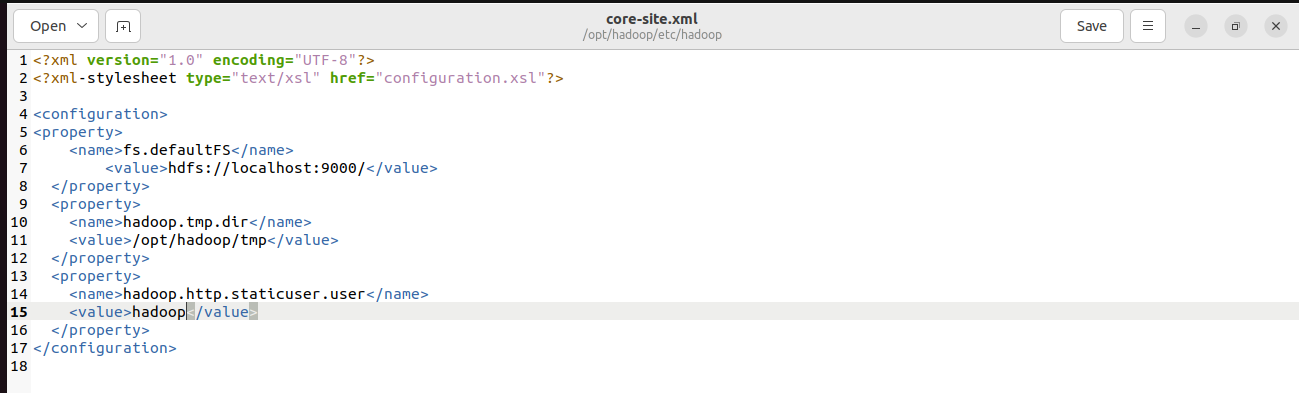 Open
core-site.xml
/opt/hadoop/etc/hadoop
Save
1 <?xml version="1.0" encoding="UTF-8"?>
2 <?xml-stylesheet type="text/xsl" href="configuration.xsl"?>
3
4 <configuration>
5 <property>
6     <name>fs.defaultFS</name>
7         <value>hdfs://localhost:9000/</value>
8   </property>
9   <property>
10     <name>hadoop.tmp.dir</name>
11     <value>/opt/hadoop/tmp</value>
12   </property>
13   <property>
14     <name>hadoop.http.staticuser.user</name>
15     <value>hadoop</value>
16   </property>
17 </configuration>
18